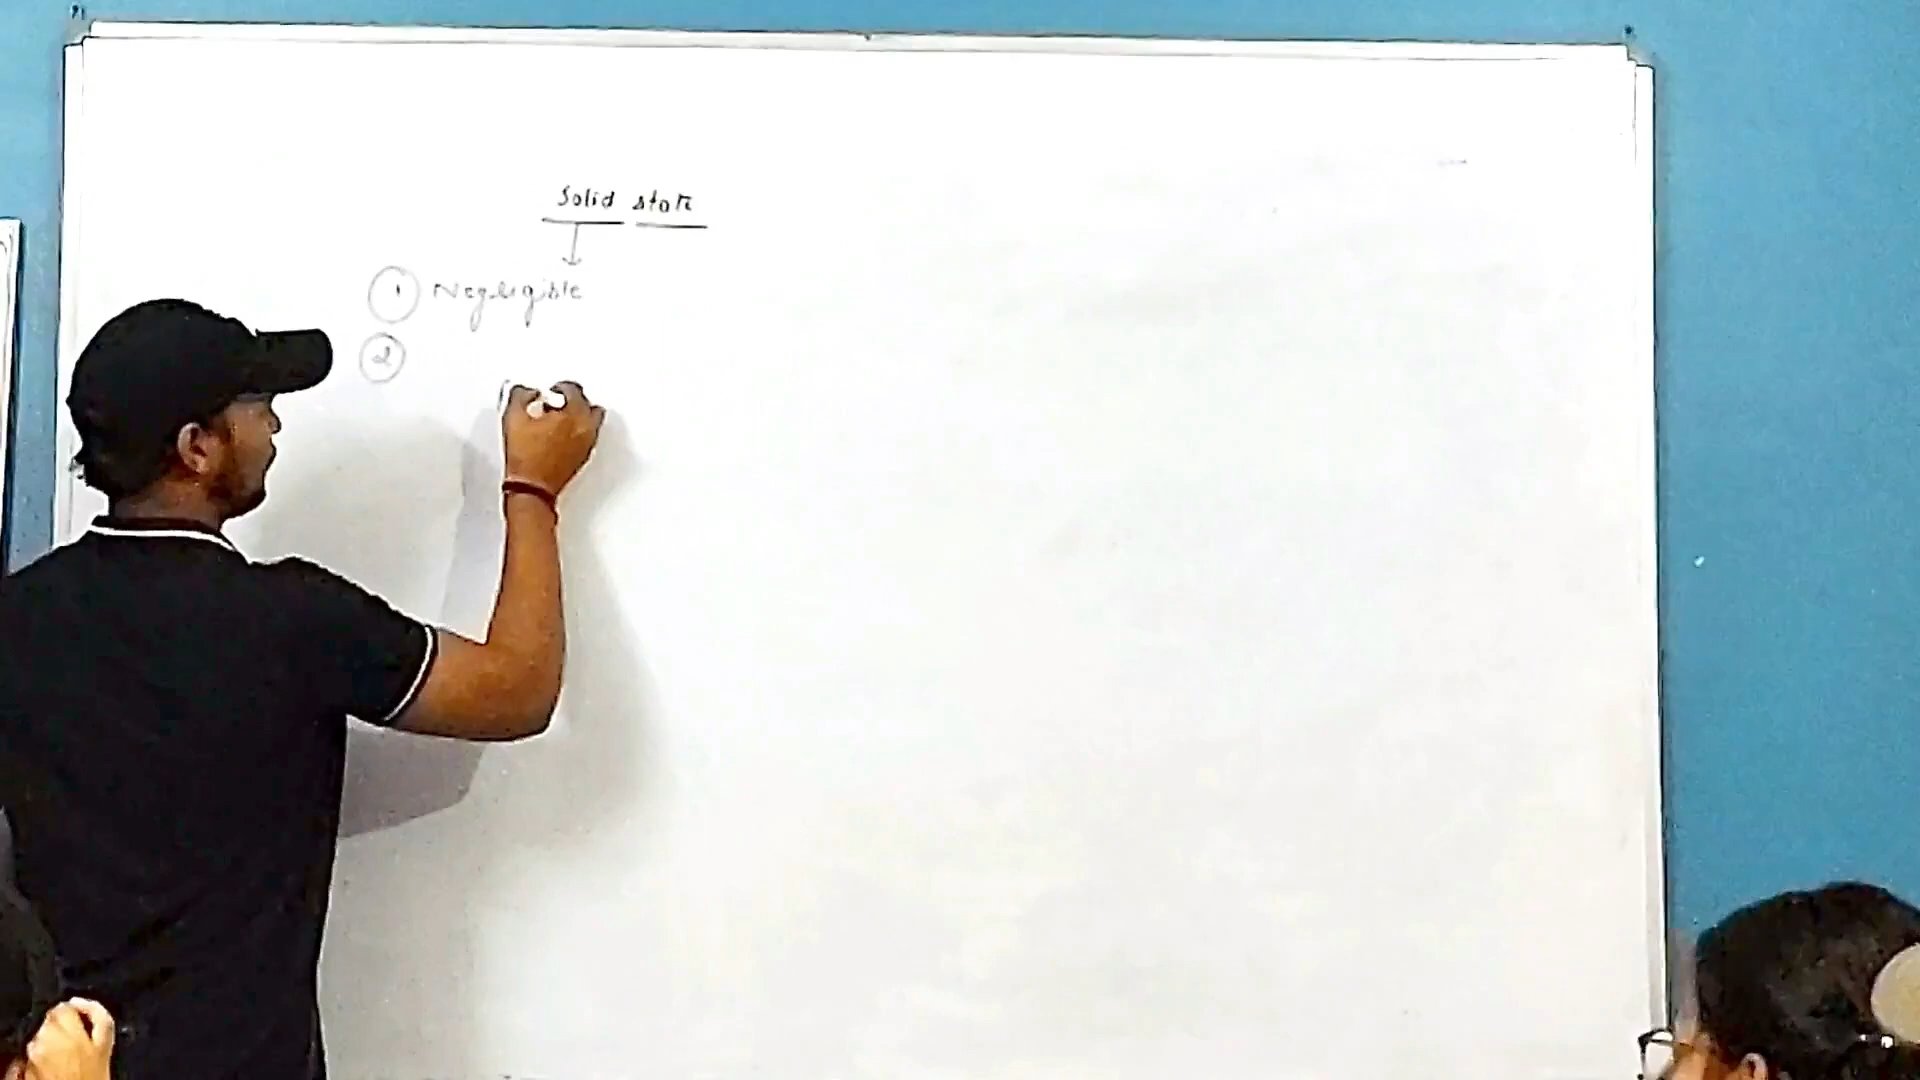 Solid state
① Negligible
②